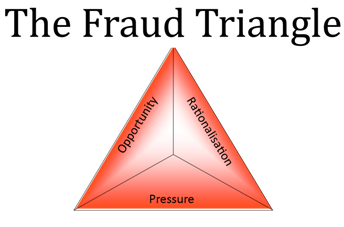 The Fraud Triangle
Opportunity
Rationalisation
Pressure